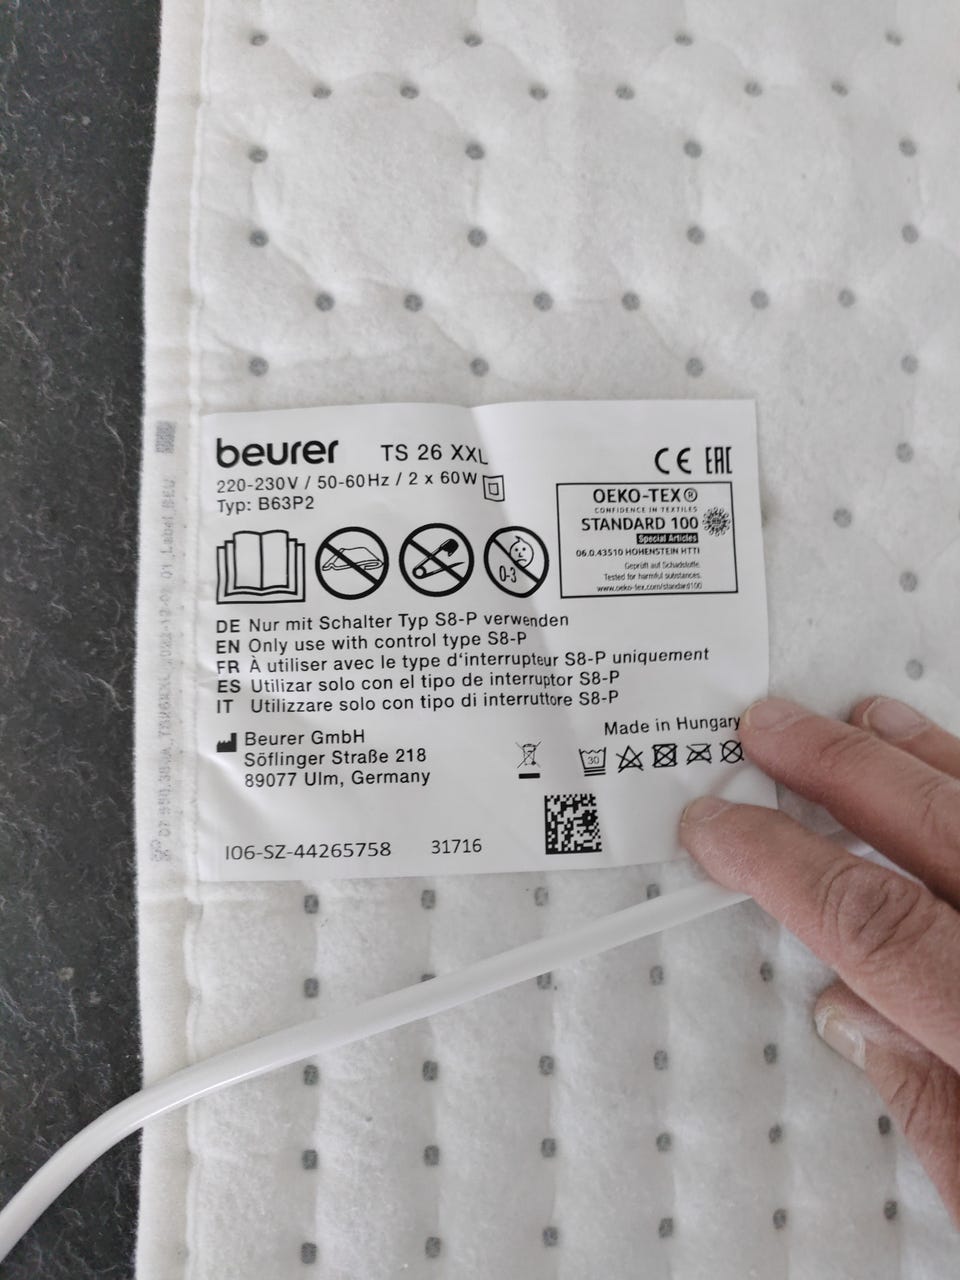 beurer TS 26 XXL
220-230V / 50-60Hz / 2 x 60W
Typ: B63P2
CE EAC
OEKO-TEX®
CONFIDENCE IN TEXTILES
STANDARD 100
Special Articles
06.0.43510 HOHENSTEIN HTTI
Geprüft auf Schadstoffe.
Tested for harmful substances.
www.oeko-tex.com/standard100
0-3
DE Nur mit Schalter Typ S8-P verwenden
EN Only use with control type S8-P
FR À utiliser avec le type d'interrupteur S8-P uniquement
ES Utilizar solo con el tipo de interruptor S8-P
IT Utilizzare solo con il tipo di interruttore S8-P
Made in Hungary
Beurer GmbH
Söflinger Straße 218
89077 Ulm, Germany
30
I06-SZ-44265758 31716